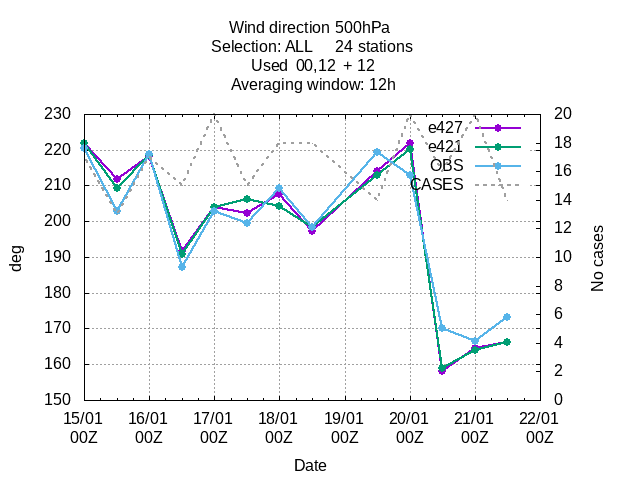 Wind direction 500hPa
Selection: ALL     24 stations
Used  00,12  + 12
Averaging window: 12h
230
220
210
200
190
180
170
160
150
20
18
16
14
12
10
8
6
4
2
0
e427
e421
OBS
CASES
deg
No cases
15/01 16/01 17/01 18/01 19/01 20/01 21/01 22/01
00Z 00Z 00Z 00Z 00Z 00Z 00Z 00Z
Date